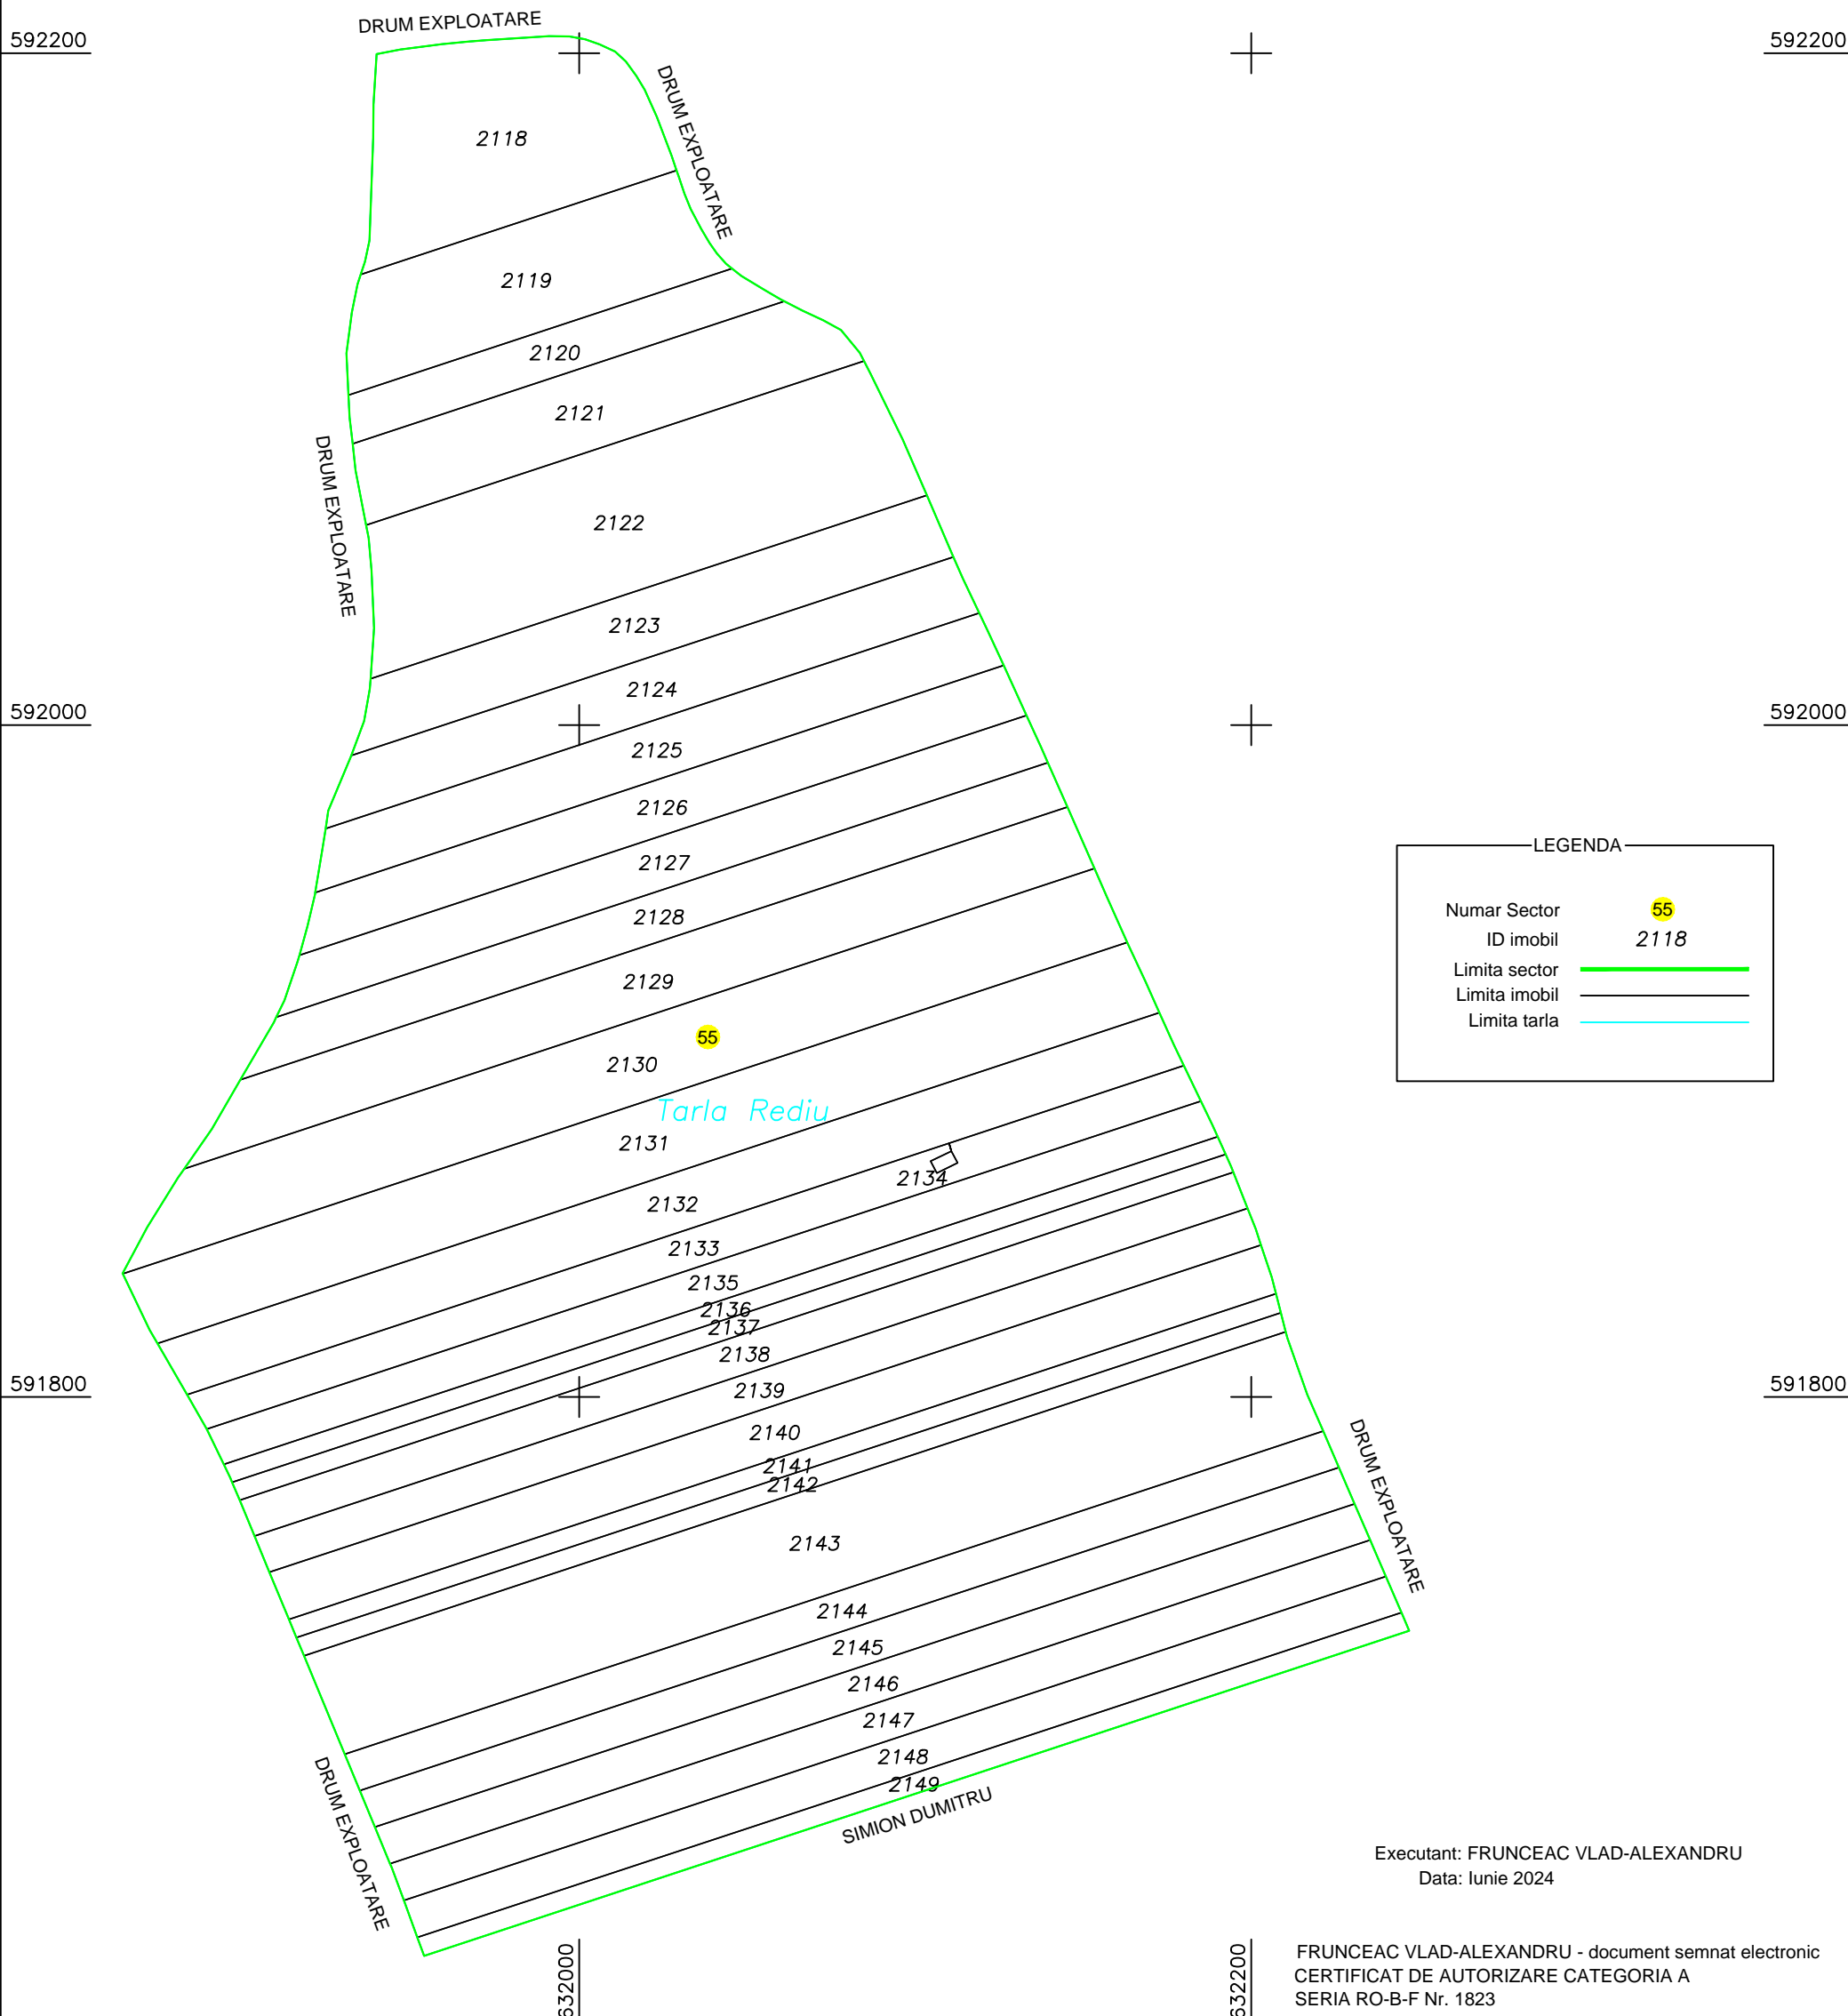 DRUM EXPLOATARE
592200
592200
DRUM EXPLOATARE
2118
2119
2120
2121
DRUM EXPLOATARE
2122
2123
2124
592000
592000
2125
2126
2127
LEGENDA
Numar Sector 55
ID imobil 2118
Limita sector
Limita imobil
Limita tarla
2128
2129
55
2130
Tarla Rediu
2131
2134
2132
2133
2135
2136
2137
2138
591800
591800
2139
2140
2141
2142
DRUM EXPLOATARE
2143
2144
2145
2146
2147
2148
2149
DRUM EXPLOATARE
SIMION DUMITRU
Executant: FRUNCEAC VLAD-ALEXANDRU
Data: Iunie 2024
632000
632200
FRUNCEAC VLAD-ALEXANDRU - document semnat electronic
CERTIFICAT DE AUTORIZARE CATEGORIA A
SERIA RO-B-F Nr. 1823